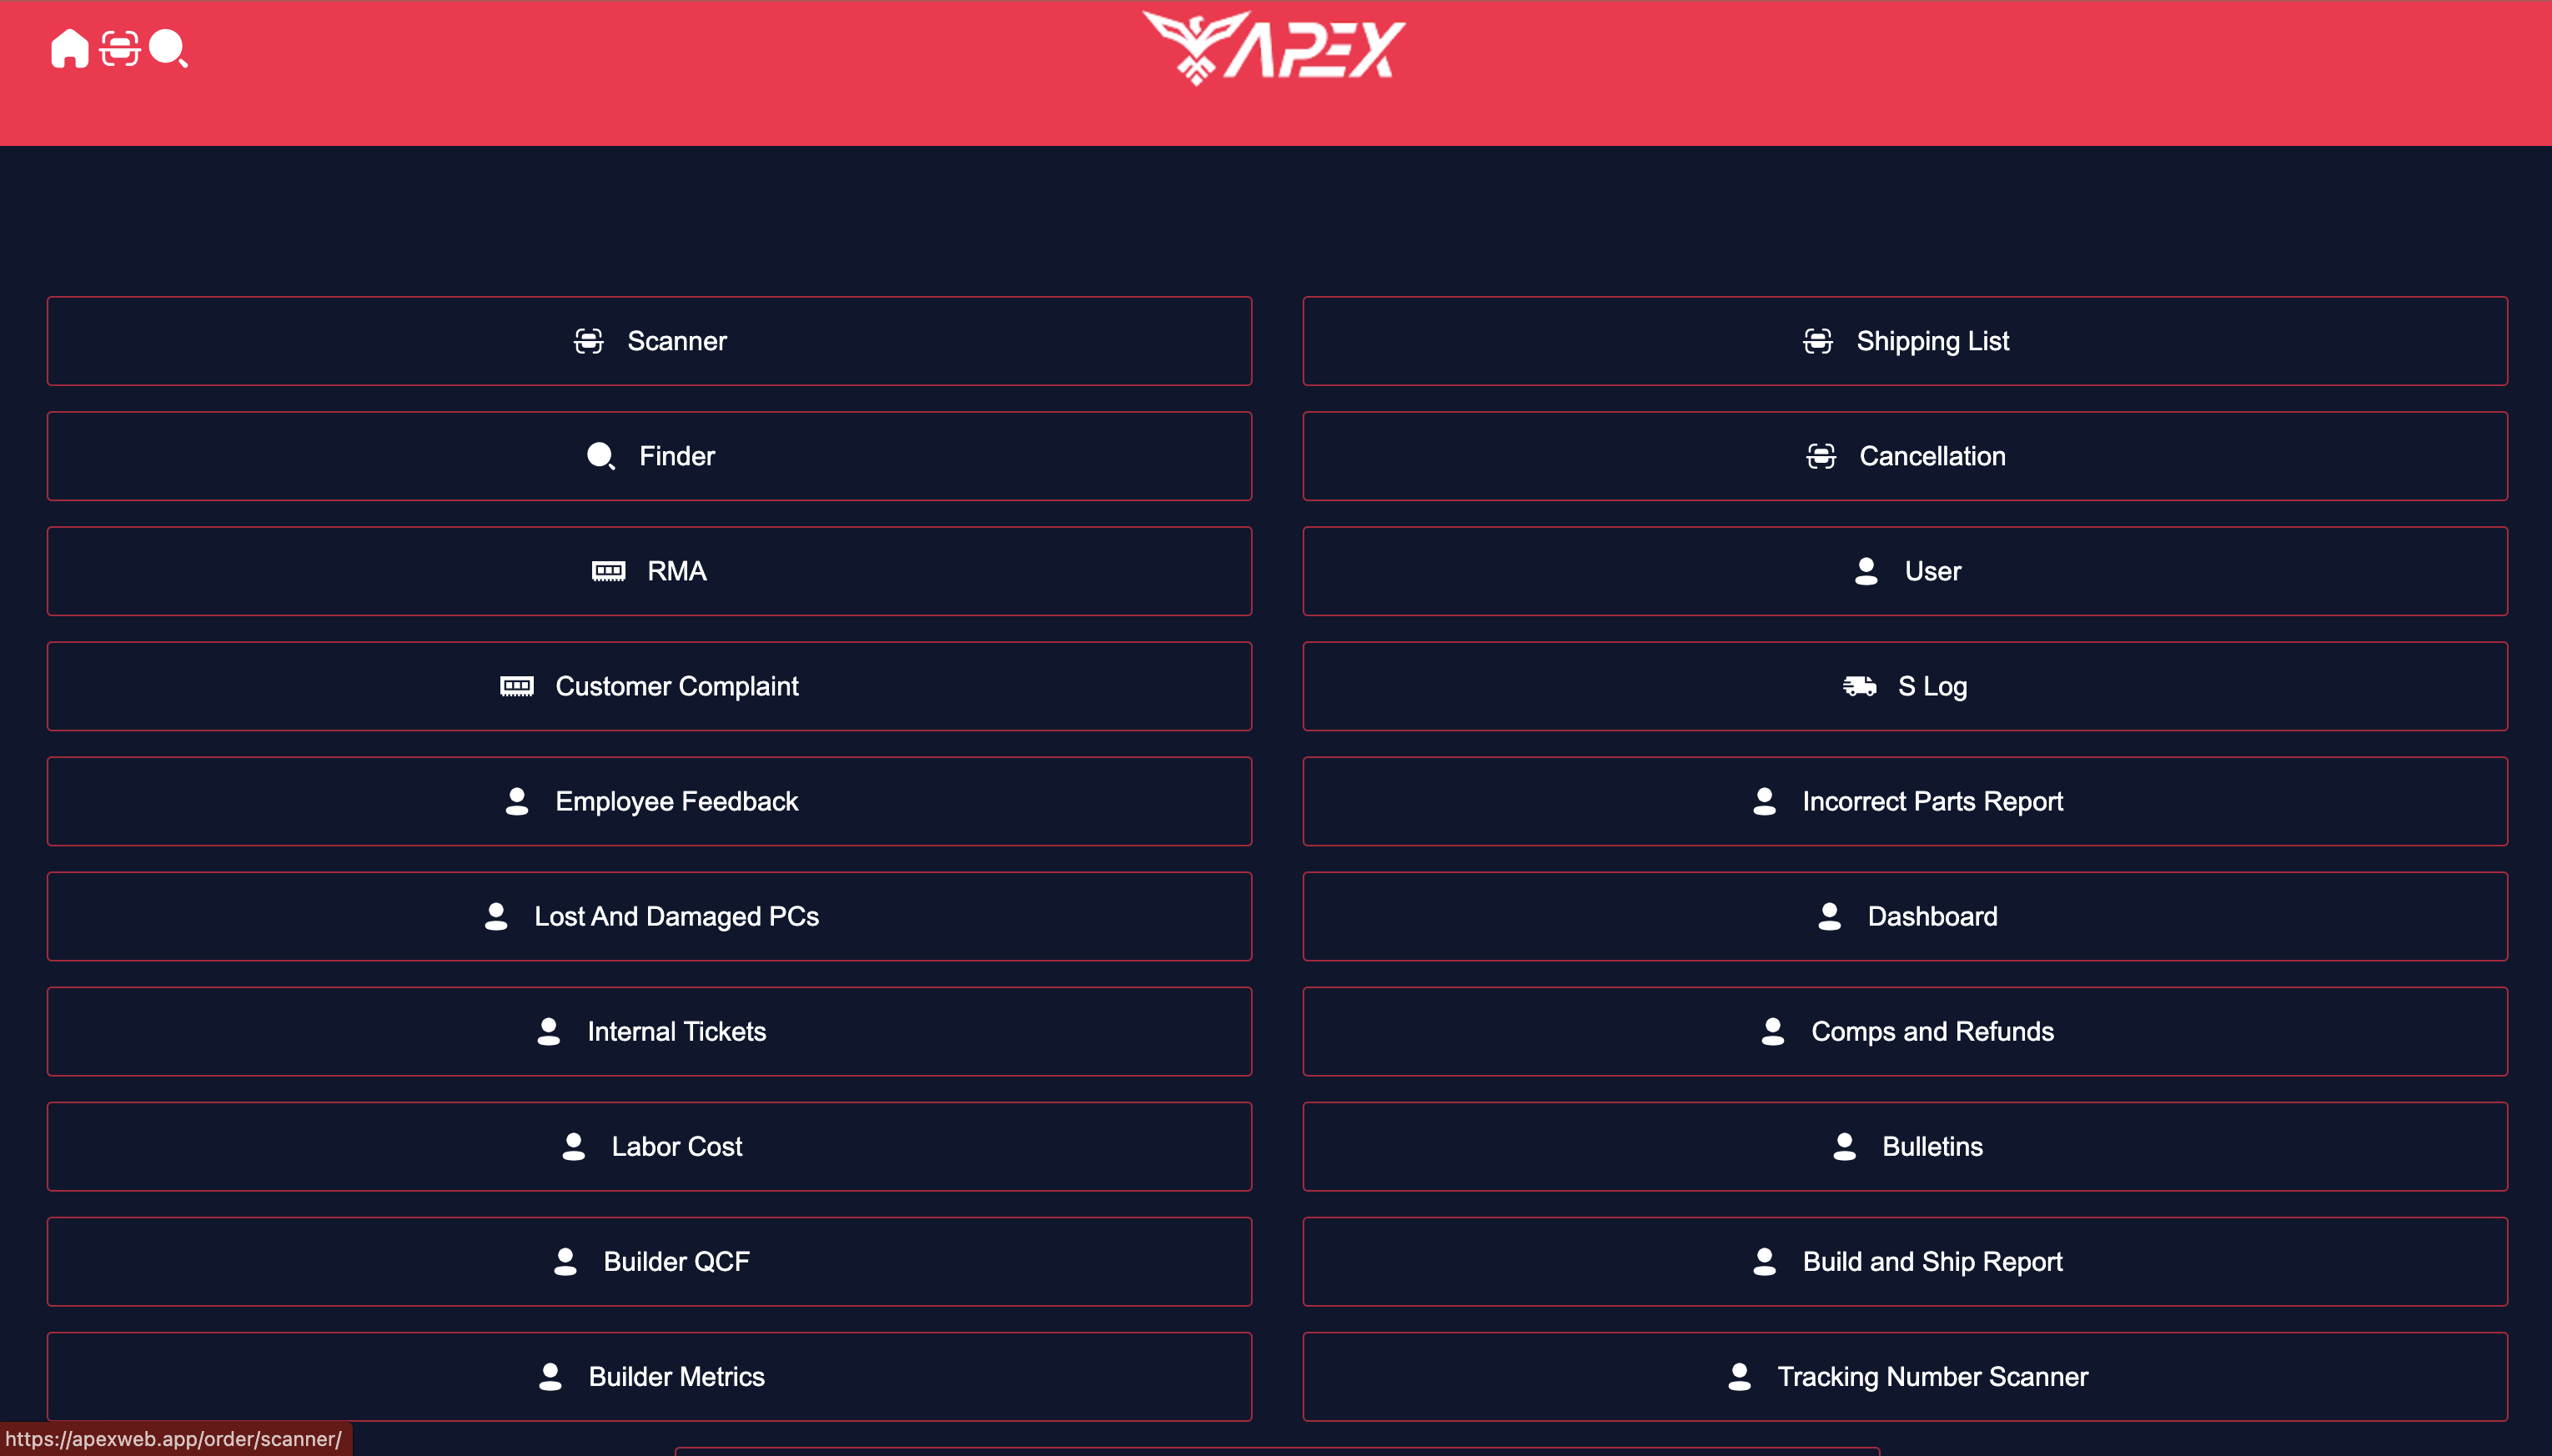 APEX
Scanner
Shipping List
Finder
Cancellation
RMA
User
Customer Complaint
S Log
Employee Feedback
Incorrect Parts Report
Lost And Damaged PCs
Dashboard
Internal Tickets
Comps and Refunds
Labor Cost
Bulletins
Builder QCF
Build and Ship Report
Builder Metrics
Tracking Number Scanner
https://apexweb.app/order/scanner/